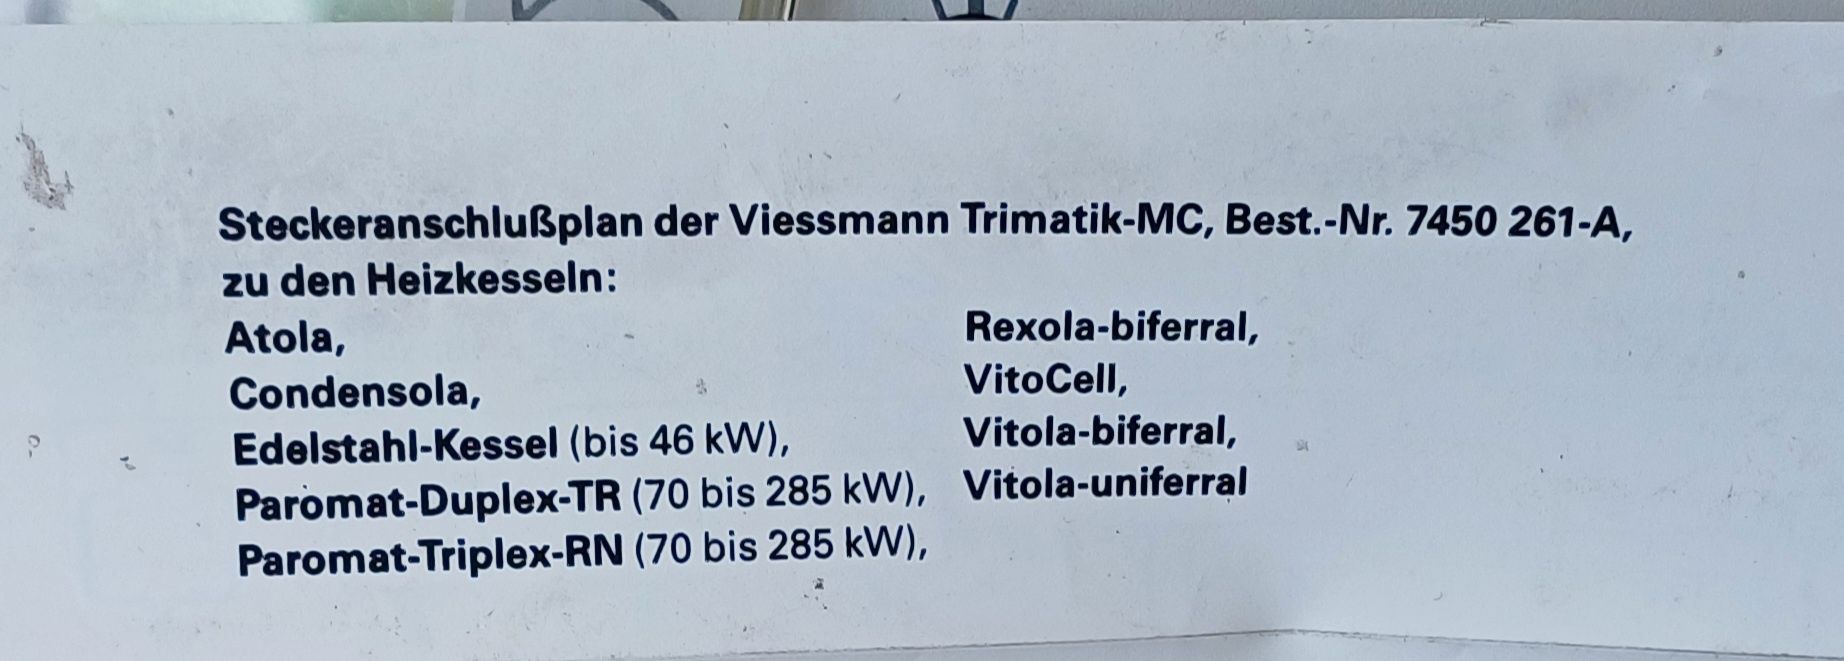 Steckeranschlußplan der Viessmann Trimatik-MC, Best.-Nr. 7450 261-A,
zu den Heizkesseln:
Atola,
Condensola,
Edelstahl-Kessel (bis 46 kW),
Paromat-Duplex-TR (70 bis 285 kW),
Paromat-Triplex-RN (70 bis 285 kW),
Rexola-biferral,
VitoCell,
Vitola-biferral,
Vitola-uniferral